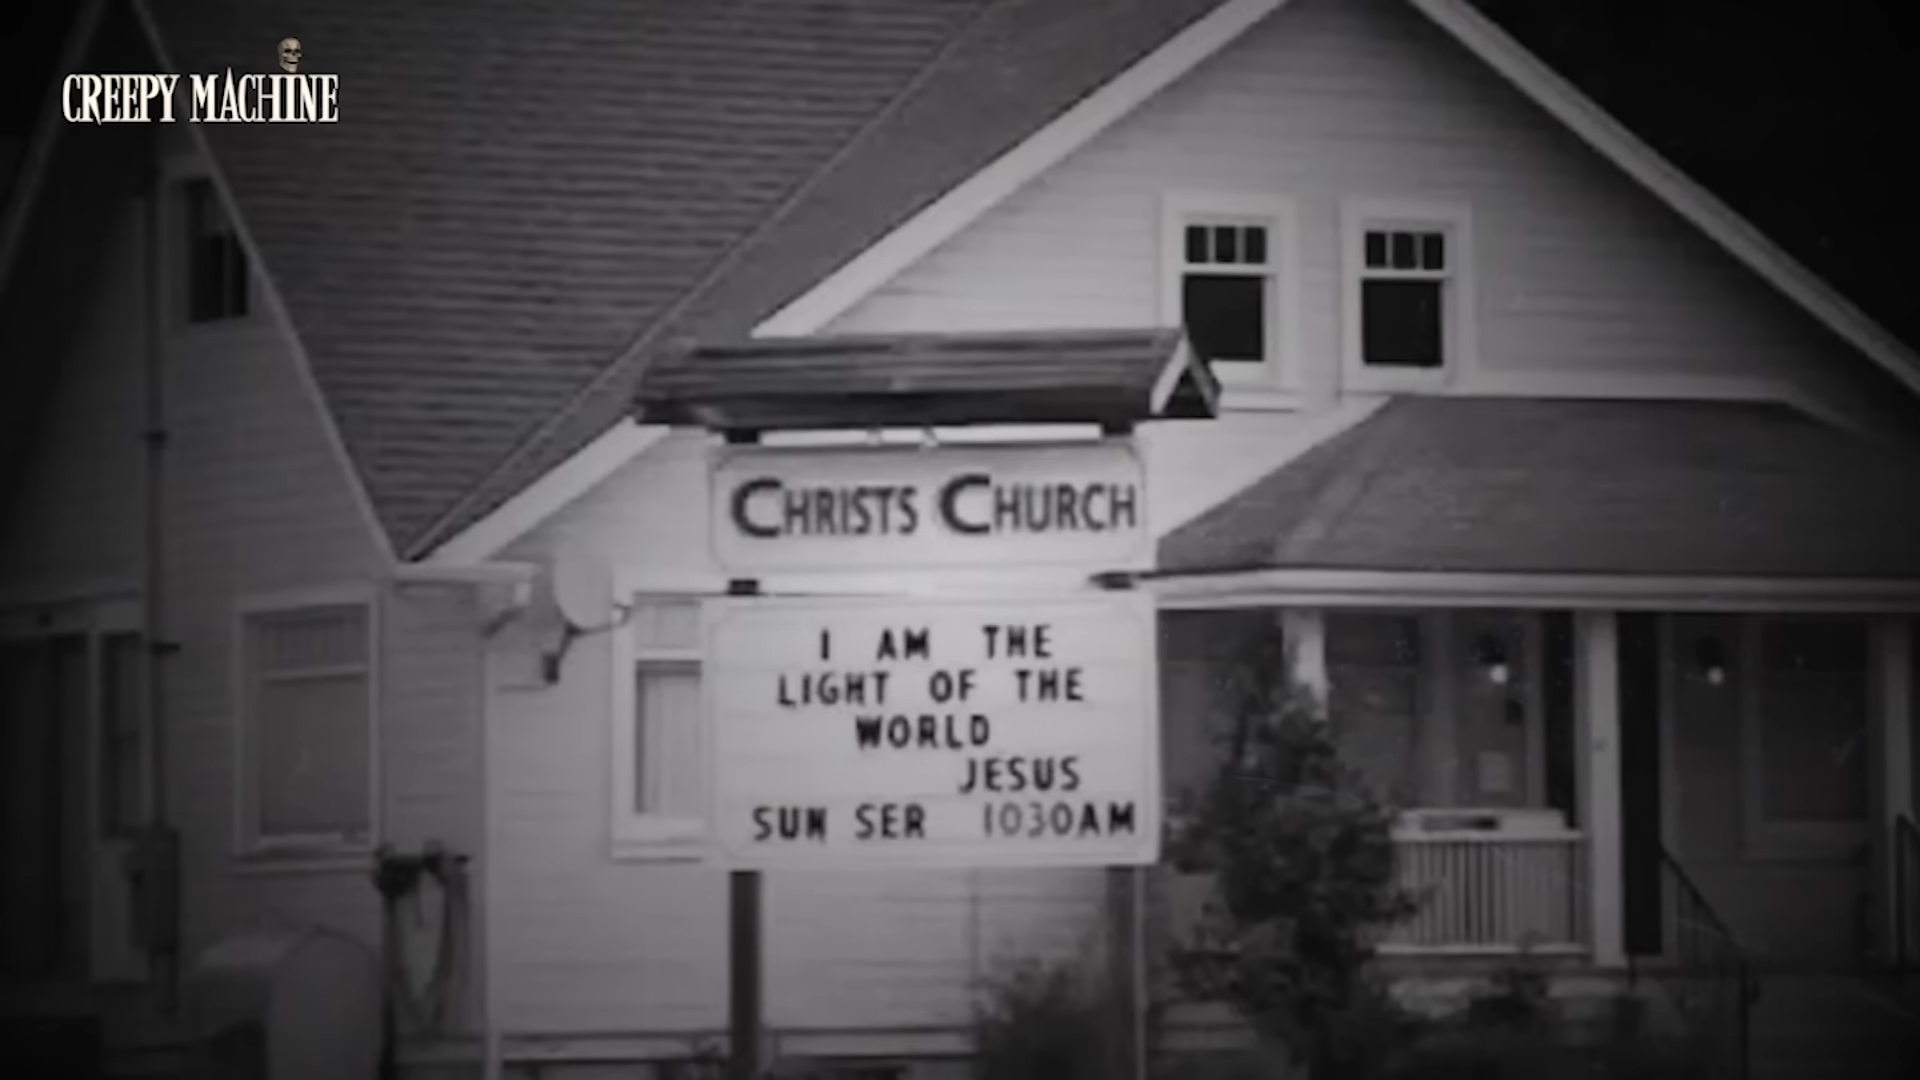 CREEPY MACHINE
CHRISTS CHURCH
I AM THE
LIGHT OF THE
WORLD
JESUS
SUN SER 1030AM